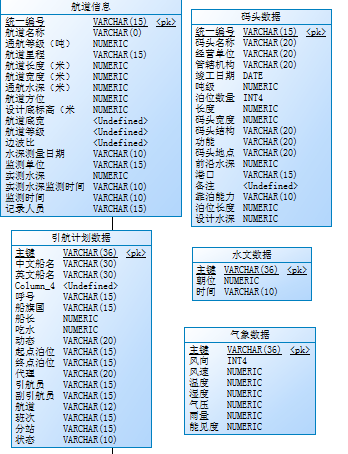 航道信息
统一编号 VARCHAR(15) <pk>
航道名称 VARCHAR(0)
通航等级（吨） NUMERIC
航道里程 VARCHAR(15)
航道长度（米） NUMERIC
航道宽度（米） NUMERIC
通航水深（米） NUMERIC
航道方位 NUMERIC
设计底标高（米 NUMERIC
航道底宽 <Undefined>
航道等级 <Undefined>
边波比 <Undefined>
水深测量日期 VARCHAR(10)
监测单位 VARCHAR(15)
实测水深 NUMERIC
实测水深监测时间 VARCHAR(10)
监测时间 VARCHAR(10)
记录人员 VARCHAR(15)
码头数据
统一编号 VARCHAR(15) <pk>
码头名称 VARCHAR(20)
经营单位 VARCHAR(20)
管辖机构 VARCHAR(20)
竣工日期 DATE
吨级 NUMERIC
泊位数量 INT4
长度 NUMERIC
码头宽度 NUMERIC
码头结构 VARCHAR(20)
功能 VARCHAR(20)
码头地点 VARCHAR(20)
前沿水深 NUMERIC
港口 VARCHAR(15)
备注 <Undefined>
靠泊能力 VARCHAR(10)
泊位长度 NUMERIC
设计水深 NUMERIC
引航计划数据
主键 VARCHAR(36) <pk>
中文船名 VARCHAR(30)
英文船名 VARCHAR(30)
Column_4 <Undefined>
呼号 VARCHAR(15)
船旗国 VARCHAR(15)
船长 NUMERIC
吃水 NUMERIC
动态 VARCHAR(20)
起点泊位 VARCHAR(15)
终点泊位 VARCHAR(15)
代理 VARCHAR(20)
引航员 VARCHAR(15)
副引航员 VARCHAR(15)
航道 VARCHAR(12)
班次 VARCHAR(15)
分站 VARCHAR(15)
状态 VARCHAR(10)
水文数据
主键 VARCHAR(36) <pk>
潮位 NUMERIC
时间 VARCHAR(10)
气象数据
主键 VARCHAR(36) <pk>
风向 INT4
风速 NUMERIC
温度 NUMERIC
湿度 NUMERIC
气压 NUMERIC
雨量 NUMERIC
能见度 NUMERIC